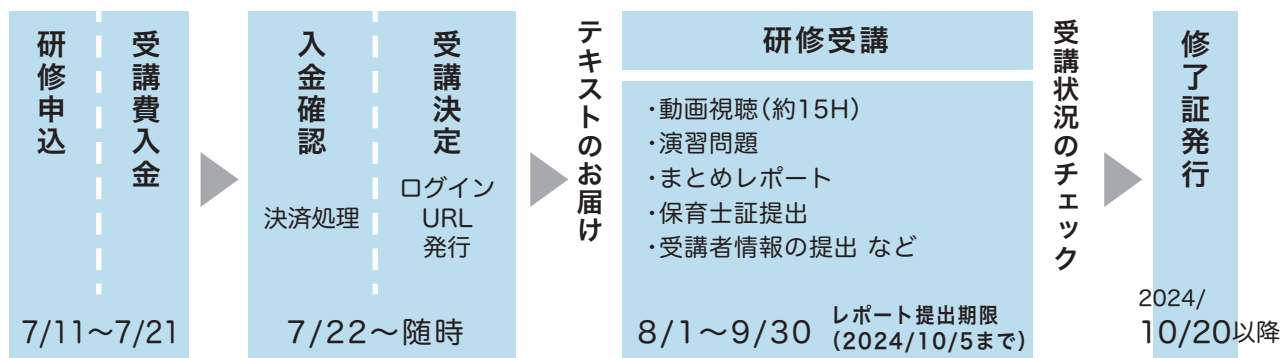 研修申込
受講費入金
7/11〜7/21
入金確認
決済処理
受講決定
ログイン
URL
発行
7/22〜随時
テキストのお届け
研修受講
・動画視聴（約15H）
・演習問題
・まとめレポート
・保育士証提出
・受講者情報の提出 など
8/1〜9/30
レポート提出期限
（2024/10/5まで）
受講状況のチェック
修了証発行
2024/
10/20以降